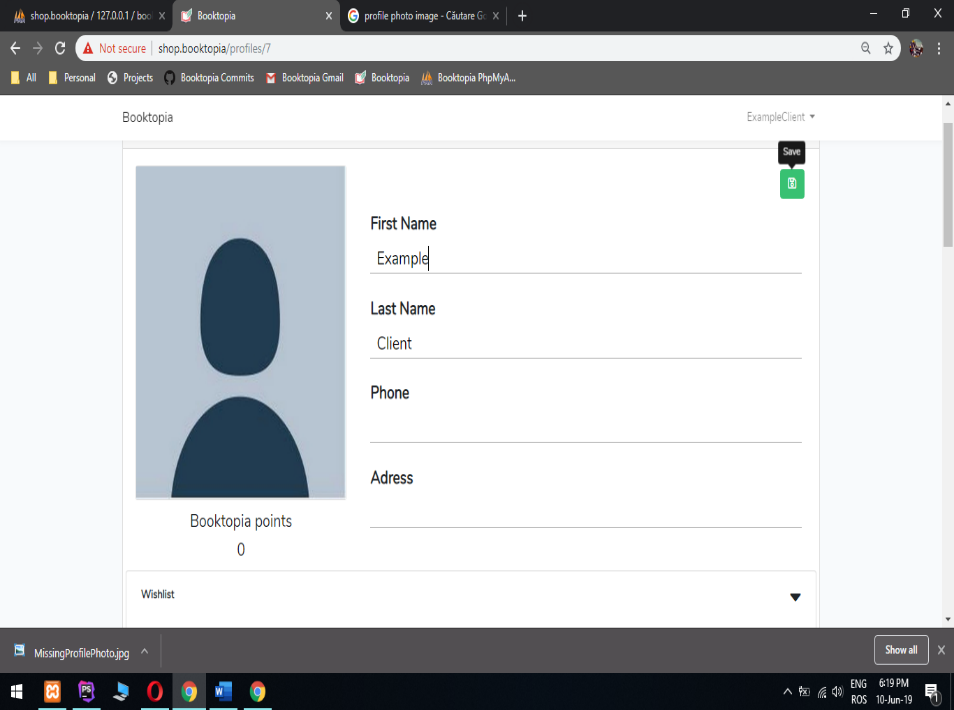 shop.booktopia / 127.0.0.1 / boo
Booktopia
profile photo image - Căutare Go
Not secure
shop.booktopia/profiles/7
All
Personal
Projects
Booktopia Commits
Booktopia Gmail
Booktopia
Booktopia PhpMyA...
Booktopia
ExampleClient
Save
First Name
Example
Last Name
Client
Phone
Adress
Booktopia points
0
Wishlist
MissingProfilePhoto.jpg
Show all
ENG
6:19 PM
ROS
10-Jun-19
1